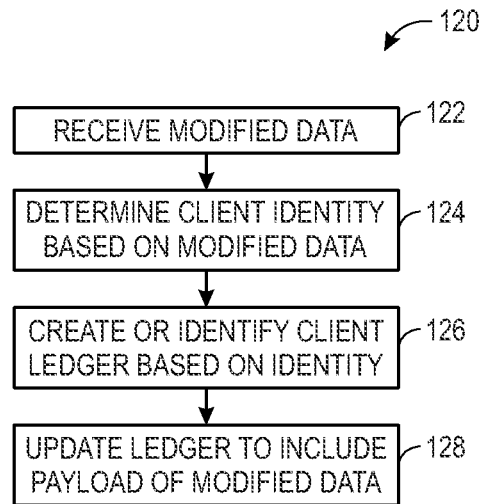 120
RECEIVE MODIFIED DATA
122
DETERMINE CLIENT IDENTITY
BASED ON MODIFIED DATA
124
CREATE OR IDENTIFY CLIENT
LEDGER BASED ON IDENTITY
126
UPDATE LEDGER TO INCLUDE
PAYLOAD OF MODIFIED DATA
128